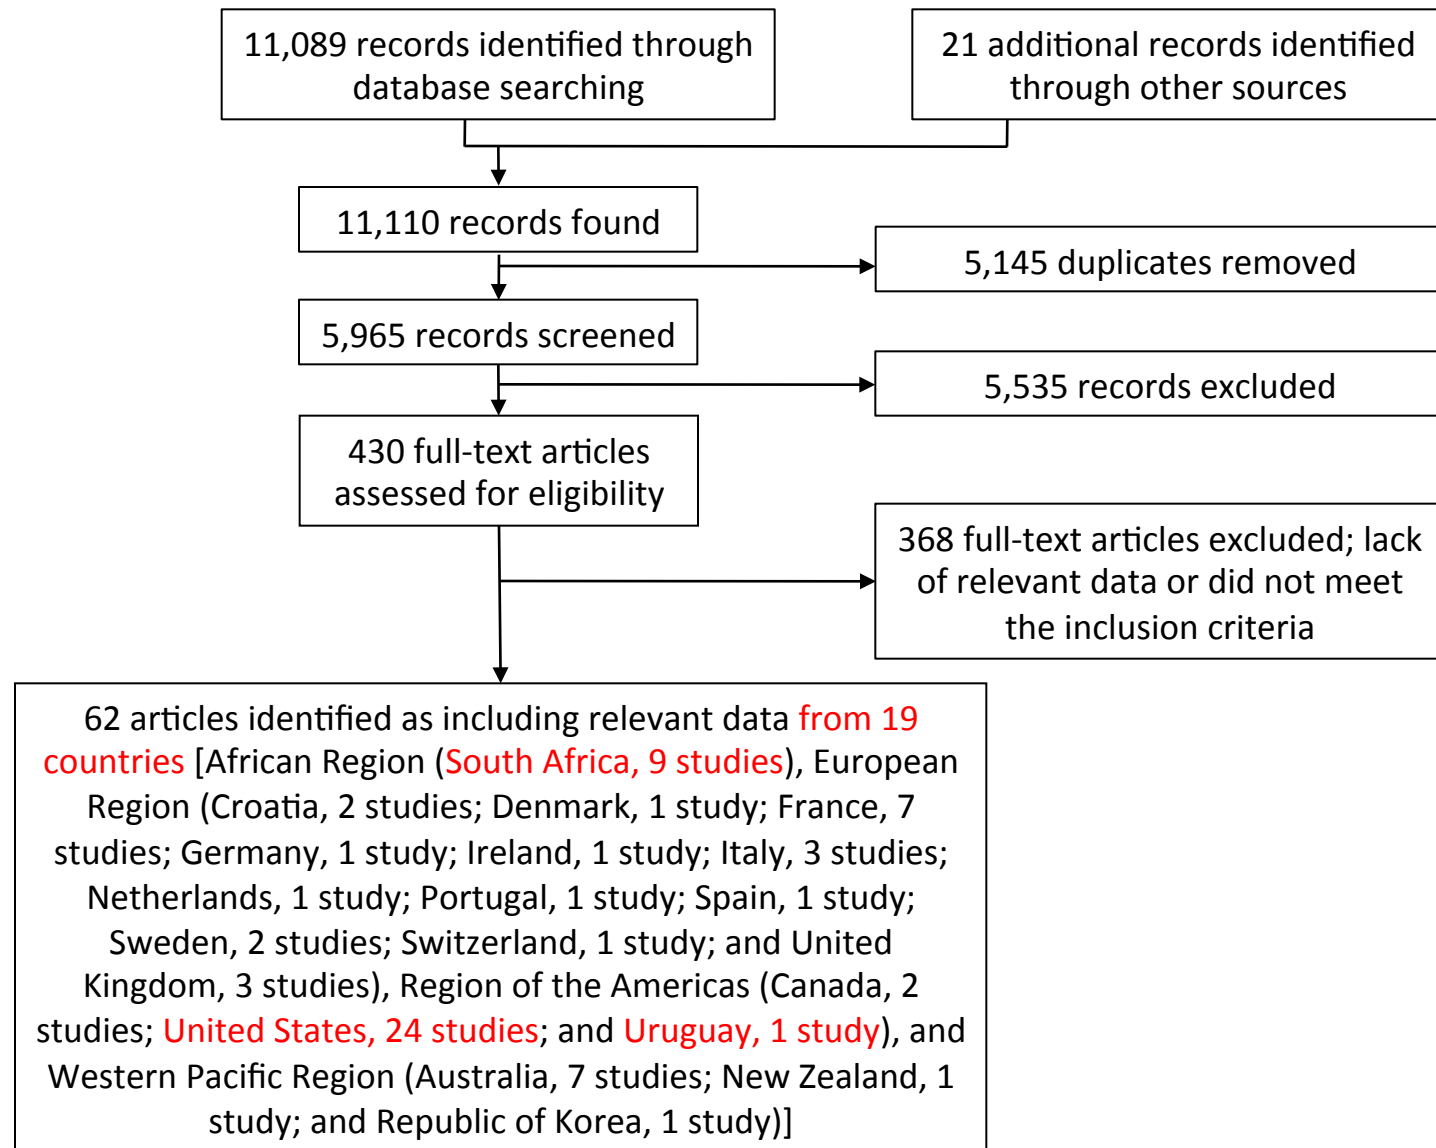 11,089 records identified through
database searching
21 additional records identified
through other sources
11,110 records found
5,145 duplicates removed
5,965 records screened
5,535 records excluded
430 full-text articles
assessed for eligibility
368 full-text articles excluded; lack
of relevant data or did not meet
the inclusion criteria
62 articles identified as including relevant data from 19
countries [African Region (South Africa, 9 studies), European
Region (Croatia, 2 studies; Denmark, 1 study; France, 7
studies; Germany, 1 study; Ireland, 1 study; Italy, 3 studies;
Netherlands, 1 study; Portugal, 1 study; Spain, 1 study;
Sweden, 2 studies; Switzerland, 1 study; and United
Kingdom, 3 studies), Region of the Americas (Canada, 2
studies; United States, 24 studies; and Uruguay, 1 study), and
Western Pacific Region (Australia, 7 studies; New Zealand, 1
study; and Republic of Korea, 1 study)]